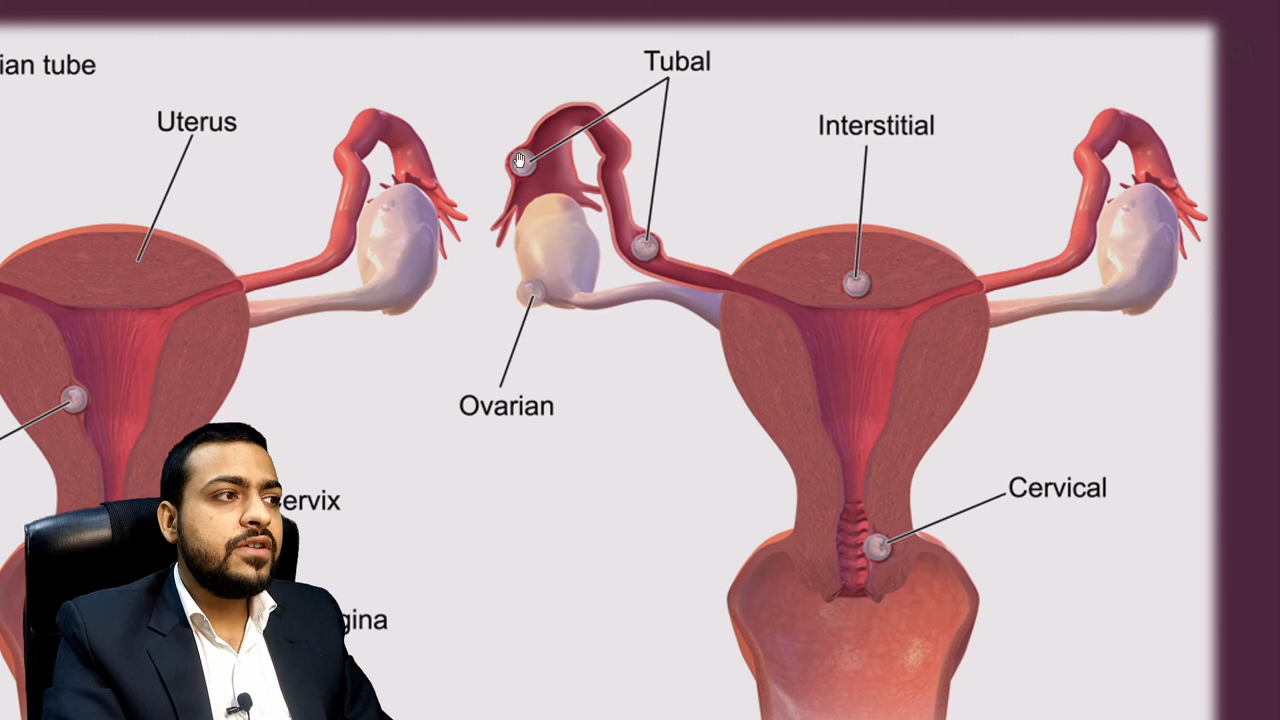 ian tube
Uterus
ervix
gina
Tubal
Interstitial
Ovarian
Cervical